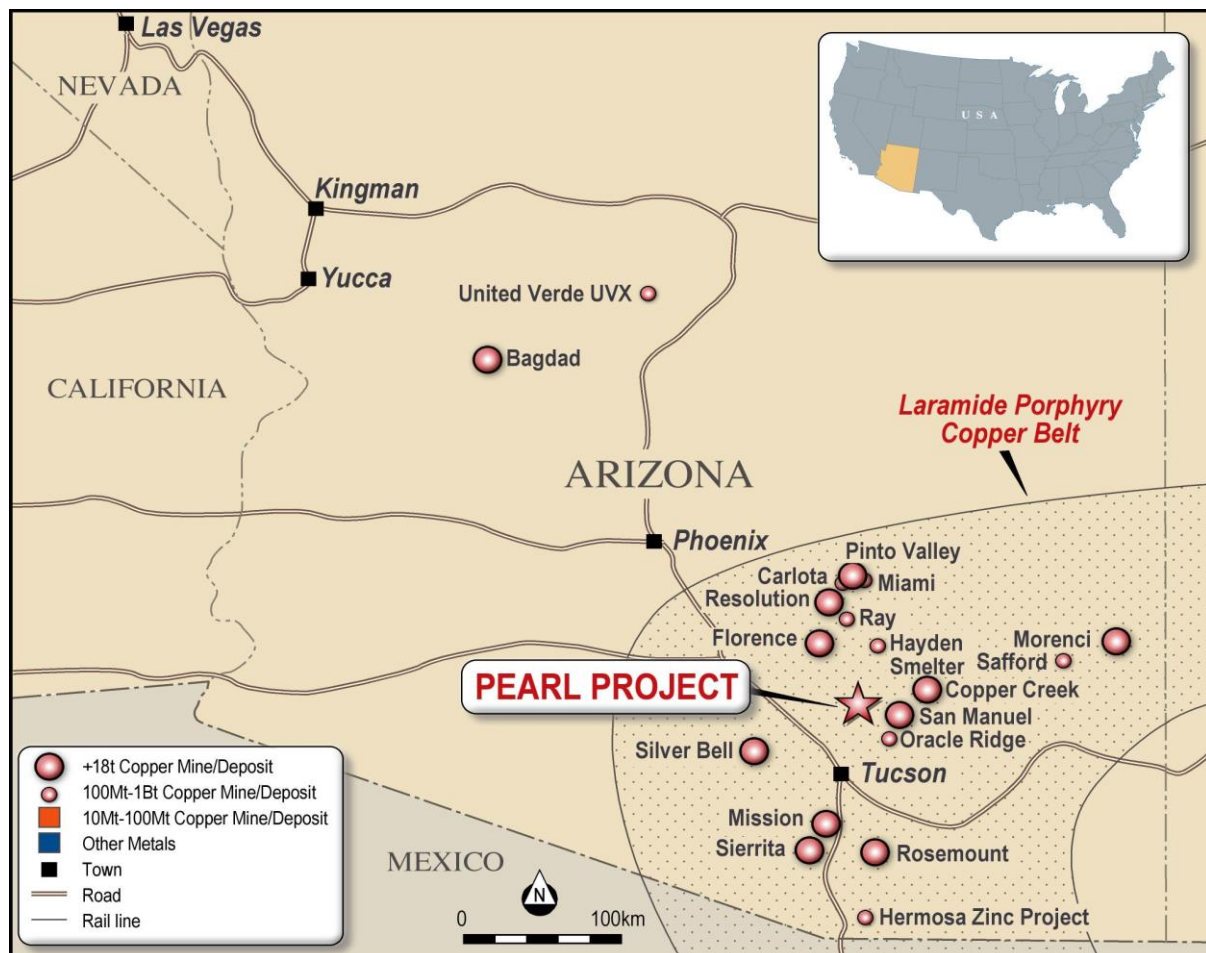 Las Vegas
NEVADA
USA
Kingman
Yucca
United Verde UVX
Bagdad
CALIFORNIA
Laramide Porphyry
Copper Belt
ARIZONA
Phoenix
Pinto Valley
Carlota
Miami
Resolution
Ray
Florence
Hayden
Smelter
Morenci
Safford
PEARL PROJECT
Copper Creek
San Manuel
Oracle Ridge
Silver Bell
Tucson
Mission
Sierrita
Rosemount
MEXICO
Hermosa Zinc Project
+18t Copper Mine/Deposit
100Mt-1Bt Copper Mine/Deposit
10Mt-100Mt Copper Mine/Deposit
Other Metals
Town
Road
Rail line
N
0 100km